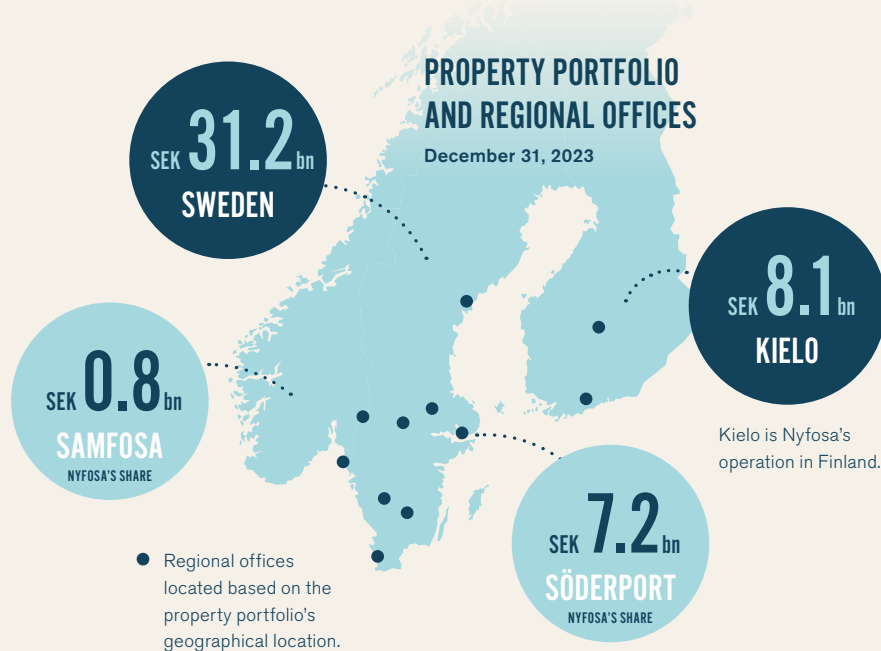 PROPERTY PORTFOLIO
AND REGIONAL OFFICES
December 31, 2023
SEK 31.2 bn
SWEDEN
SEK 8.1 bn
KIELO
Kielo is Nyfosa's
operation in Finland.
SEK 0.8 bn
SAMFOSA
NYFOSA'S SHARE
SEK 7.2 bn
SÖDERPORT
NYFOSA'S SHARE
Regional offices
located based on the
property portfolio's
geographical location.